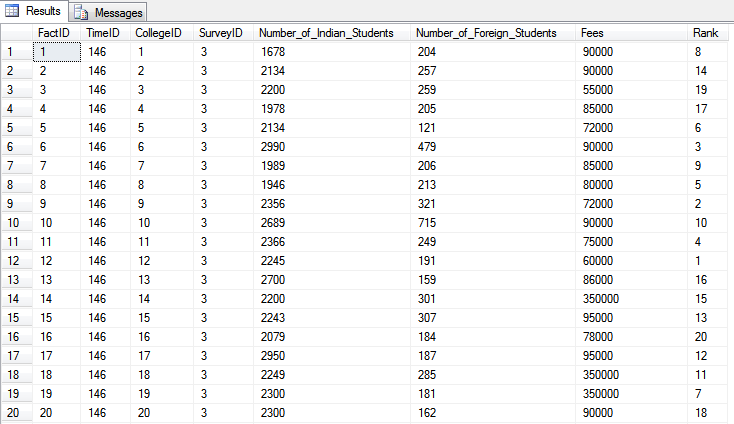 Results Messages
FactID TimeID CollegeID SurveyID Number_of_Indian_Students Number_of_Foreign_Students Fees Rank
1 1 146 1 3 1678 204 90000 8
2 2 146 2 3 2134 257 90000 14
3 3 146 3 3 2200 259 55000 19
4 4 146 4 3 1978 205 85000 17
5 5 146 5 3 2134 121 72000 6
6 6 146 6 3 2990 479 90000 3
7 7 146 7 3 1989 206 85000 9
8 8 146 8 3 1946 213 80000 5
9 9 146 9 3 2356 321 72000 2
10 10 146 10 3 2689 715 90000 10
11 11 146 11 3 2366 249 75000 4
12 12 146 12 3 2245 191 60000 1
13 13 146 13 3 2700 159 86000 16
14 14 146 14 3 2200 301 350000 15
15 15 146 15 3 2243 307 95000 13
16 16 146 16 3 2079 184 78000 20
17 17 146 17 3 2950 187 95000 12
18 18 146 18 3 2249 285 350000 11
19 19 146 19 3 2300 181 350000 7
20 20 146 20 3 2300 162 90000 18